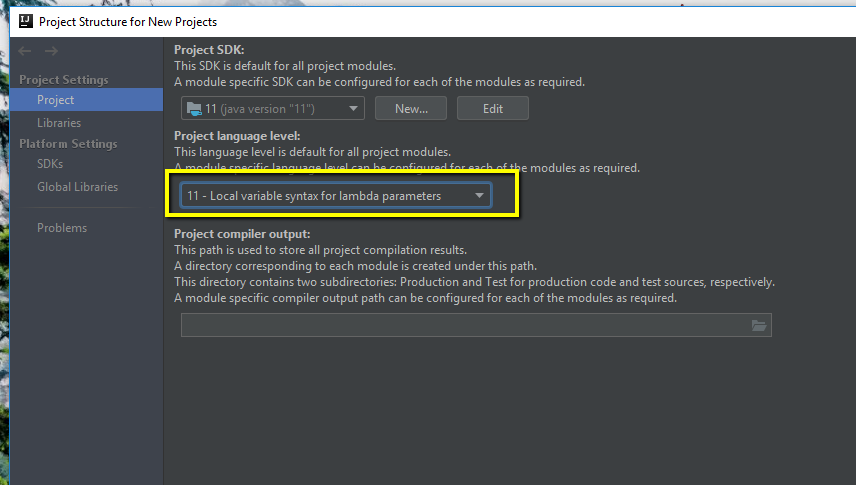 IJ
Project Structure for New Projects
Project Settings
Project
Libraries
Platform Settings
SDKs
Global Libraries
Problems
Project SDK:
This SDK is default for all project modules.
A module specific SDK can be configured for each of the modules as required.
11 (java version "11")
New...
Edit
Project language level:
This language level is default for all project modules.
A module specific language level can be configured for each of the modules as required.
11 - Local variable syntax for lambda parameters
Project compiler output:
This path is used to store all project compilation results.
A directory corresponding to each module is created under this path.
This directory contains two subdirectories: Production and Test for production code and test sources, respectively.
A module specific compiler output path can be configured for each of the modules as required.